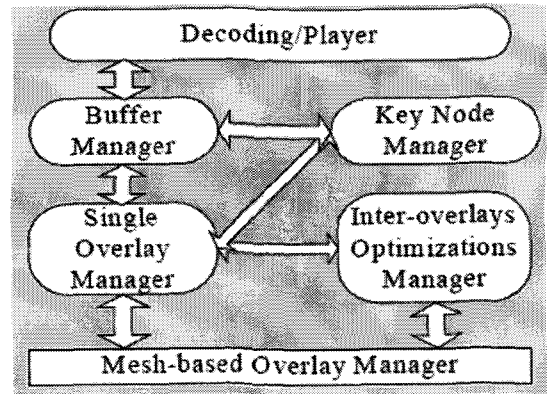 Decoding/Player
Buffer
Manager
Key Node
Manager
Single
Overlay
Manager
Inter-overlays
Optimizations
Manager
Mesh-based Overlay Manager